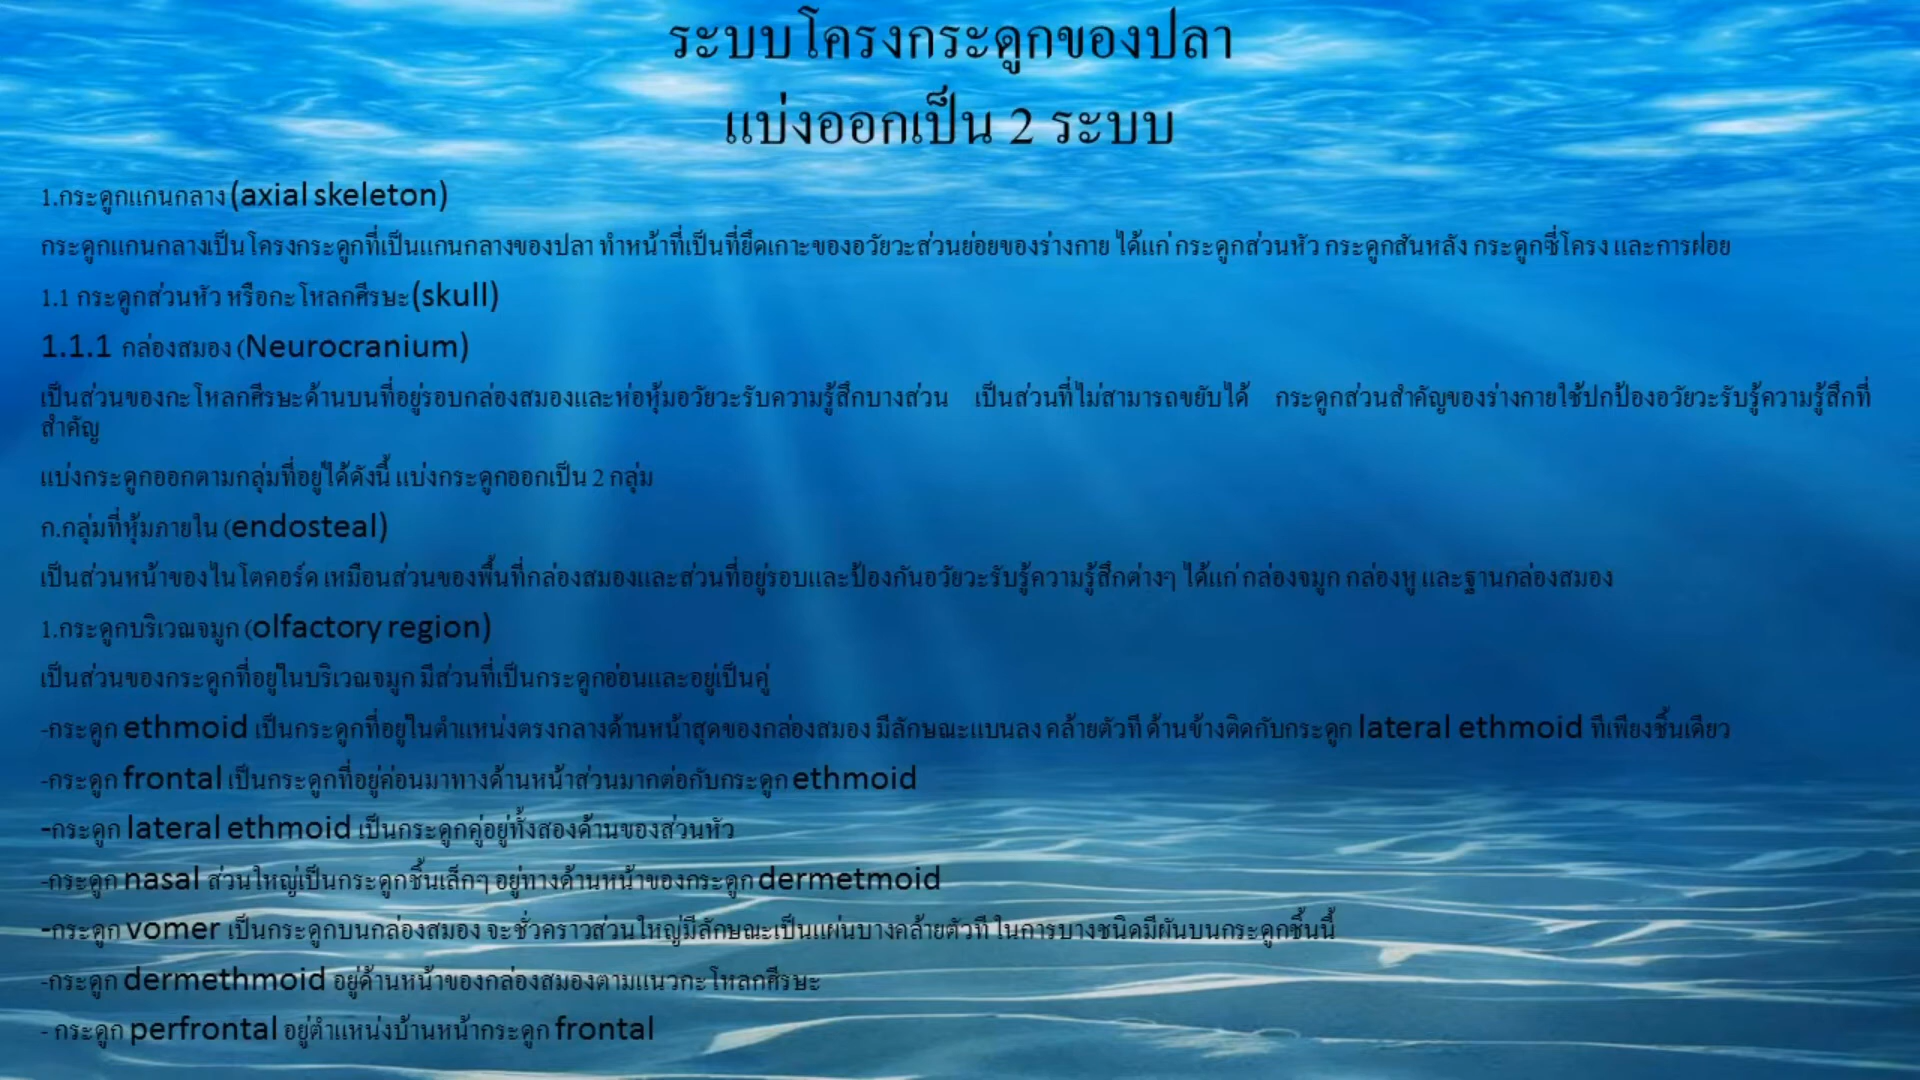 ระบบโครงกระดูกของปลา
แบ่งออกเป็น 2 ระบบ
1.กระดูกแกนกลาง (axial skeleton)
กระดูกแกนกลางเป็นโครงกระดูกที่เป็นแกนกลางของปลา ทำหน้าที่เป็นที่ยึดเกาะของอวัยวะส่วนย่อยของร่างกาย ได้แก่ กระดูกส่วนหัว กระดูกสันหลัง กระดูกซี่โครง และการฝอย
1.1 กระดูกส่วนหัว หรือกะโหลกศีรษะ(skull)
1.1.1 กล่องสมอง (Neurocranium)
เป็นส่วนของกะโหลกศีรษะด้านบนที่อยู่รอบกล่องสมองและห่อหุ้มอวัยวะรับความรู้สึกบางส่วน เป็นส่วนที่ไม่สามารถขยับได้ กระดูกส่วนสำคัญของร่างกายใช้ปกป้องอวัยวะรับรู้ความรู้สึกที่
สำคัญ
แบ่งกระดูกออกตามกลุ่มที่อยู่ได้ดังนี้ แบ่งกระดูกออกเป็น 2 กลุ่ม
ก.กลุ่มที่หุ้มภายใน (endosteal)
เป็นส่วนหน้าของโนโตคอร์ด เหมือนส่วนของพื้นที่กล่องสมองและส่วนที่อยู่รอบและป้องกันอวัยวะรับรู้ความรู้สึกต่างๆ ได้แก่ กล่องจมูก กล่องหู และฐานกล่องสมอง
1.กระดูกบริเวณจมูก (olfactory region)
เป็นส่วนของกระดูกที่อยู่ในบริเวณจมูก มีส่วนที่เป็นกระดูกอ่อนและอยู่เป็นคู่
-กระดูก ethmoid เป็นกระดูกที่อยู่ในตำแหน่งตรงกลางด้านหน้าสุดของกล่องสมอง มีลักษณะแบนลง คล้ายตัวที ด้านข้างติดกับกระดูก lateral ethmoid ทีเพียงชิ้นเดียว
-กระดูก frontal เป็นกระดูกที่อยู่ค่อนมาทางด้านหน้าส่วนมากต่อกับกระดูก ethmoid
-กระดูก lateral ethmoid เป็นกระดูกคู่อยู่ทั้งสองด้านของส่วนหัว
-กระดูก nasal ส่วนใหญ่เป็นกระดูกชิ้นเล็กๆ อยู่ทางด้านหน้าของกระดูก dermetmoid
-กระดูก vomer เป็นกระดูกบนกล่องสมอง จะชั่วคราวส่วนใหญ่มีลักษณะเป็นแผ่นบางคล้ายตัวที ในการบางชนิดมีผันบนกระดูกชิ้นนี้
-กระดูก dermethmoid อยู่ด้านหน้าของกล่องสมองตามแนวกะโหลกศีรษะ
- กระดูก perfrontal อยู่ตำแหน่งบ้านหน้ากระดูก frontal